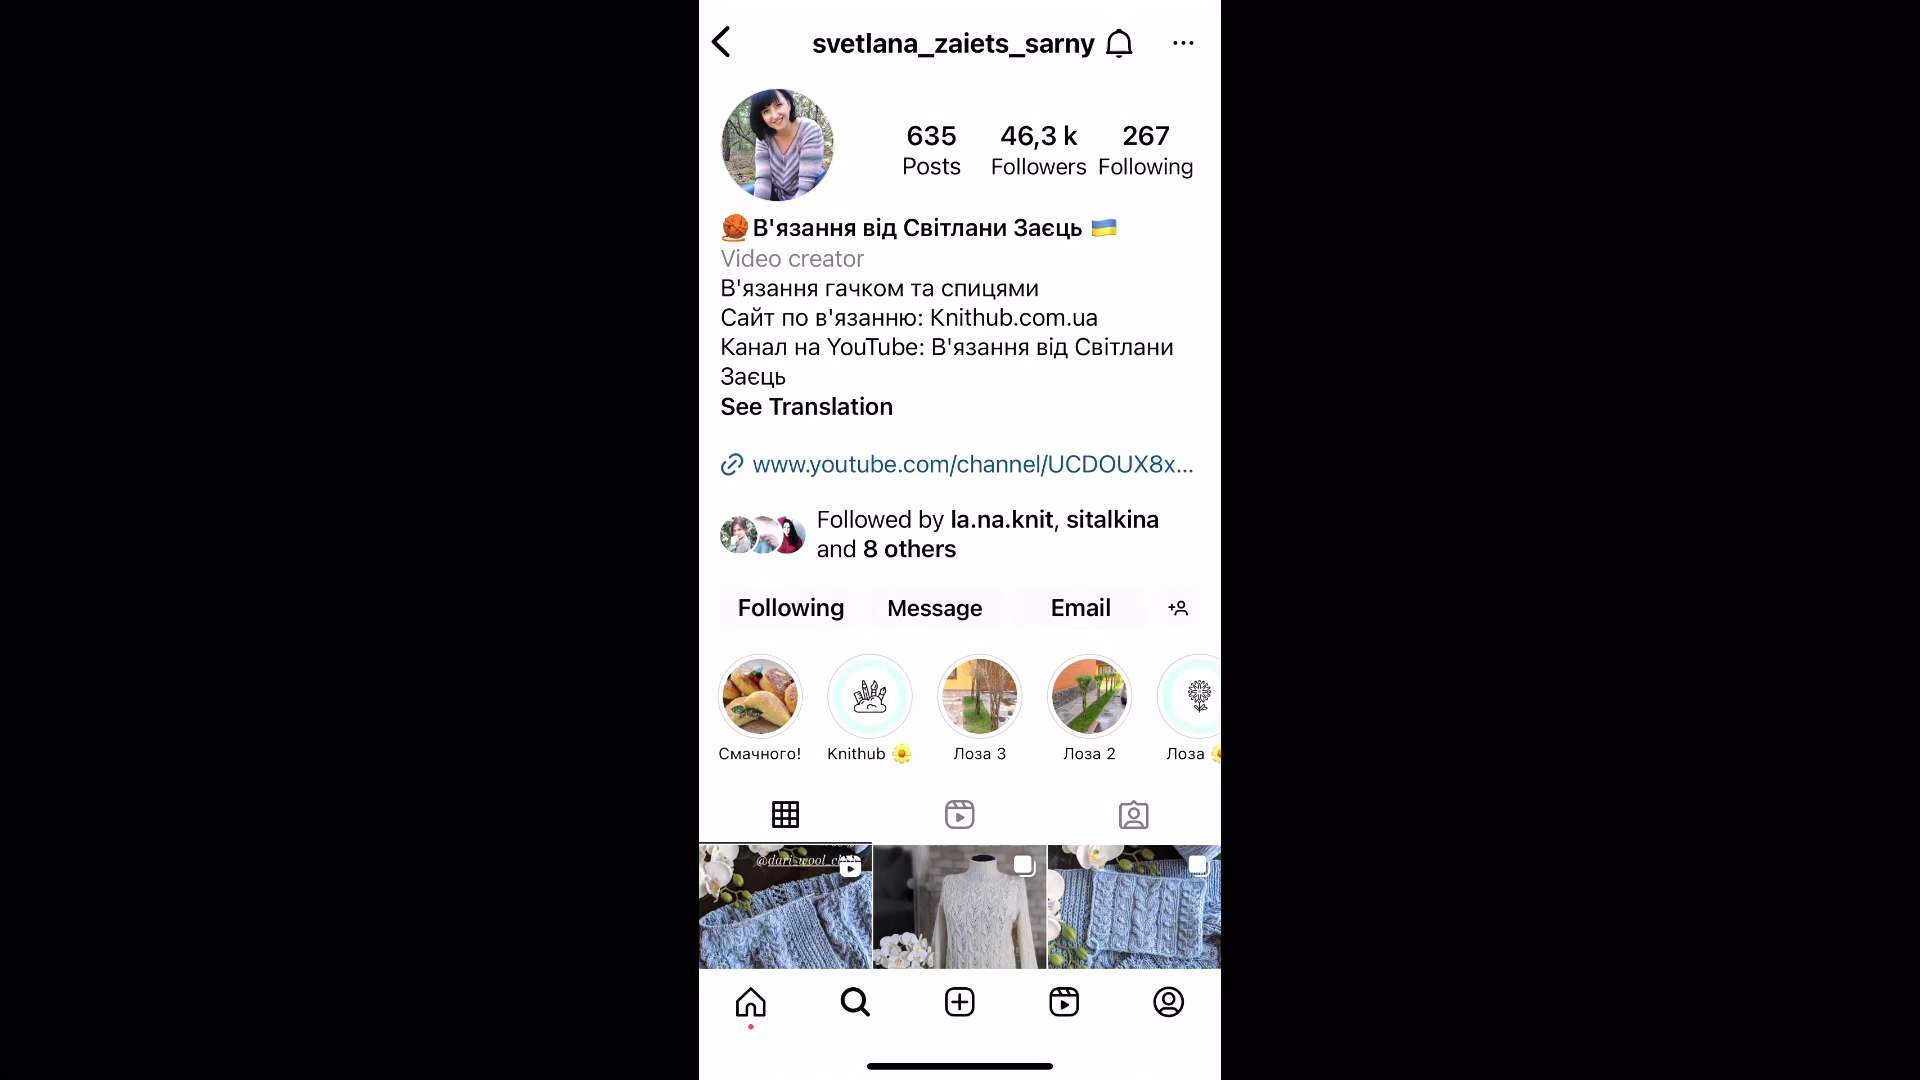 svetlana_zaiets_sarny
635 46,3 k 267
Posts Followers Following
В'язання від Світлани Заєць
Video creator
В'язання гачком та спицями
Сайт по в'язанню: Knithub.com.ua
Канал на YouTube: В'язання від Світлани
Заєць
See Translation
www.youtube.com/channel/UCDOUX8x...
Followed by la.na.knit, sitalkina
and 8 others
Following Message Email
Смачного! Knithub Лоза 3 Лоза 2 Лоза